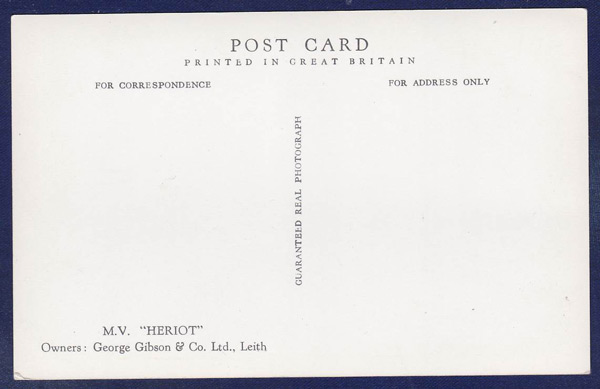 POST CARD
PRINTED IN GREAT BRITAIN
FOR CORRESPONDENCE
FOR ADDRESS ONLY
GUARANTEED REAL PHOTOGRAPH
M.V. "HERIOT"
Owners: George Gibson & Co. Ltd., Leith